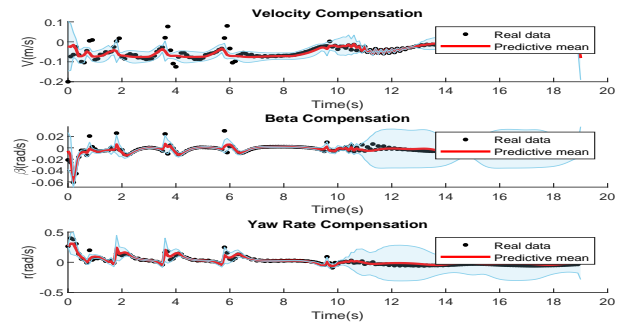 Velocity Compensation
0.1
0
-0.1
-0.2
V(m/s)
Real data
Predictive mean
0 2 4 6 8 10 12 14 16 18 20
Time(s)
Beta Compensation
0.02
0
-0.02
-0.04
-0.06
β(rad/s)
Real data
Predictive mean
0 2 4 6 8 10 12 14 16 18 20
Time(s)
Yaw Rate Compensation
0.5
0
-0.5
r(rad/s)
Real data
Predictive mean
0 2 4 6 8 10 12 14 16 18 20
Time(s)